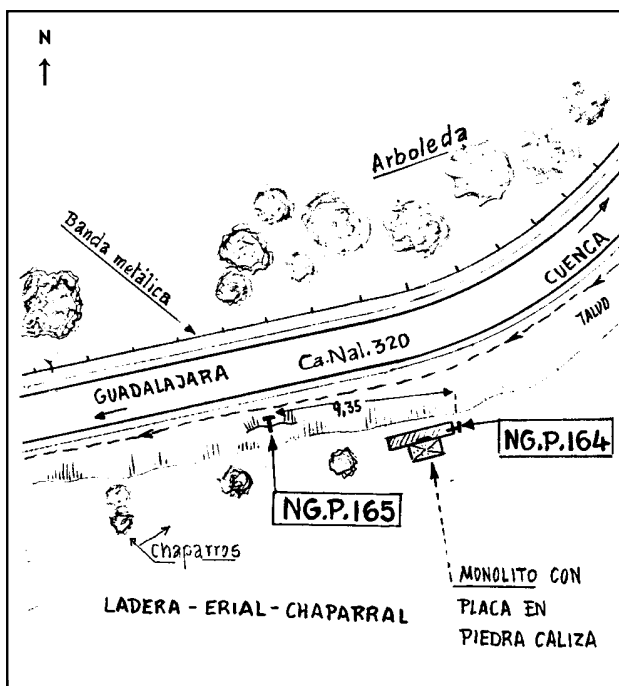 N
Arboleda
Banda metálica
CUENCA
TALUD
Ca.Nal.320
GUADALAJARA
9,35
NG.P.164
NG.P.165
Chaparros
MONOLITO CON
PLACA EN
PIEDRA CALIZA
LADERA - ERIAL - CHAPARRAL